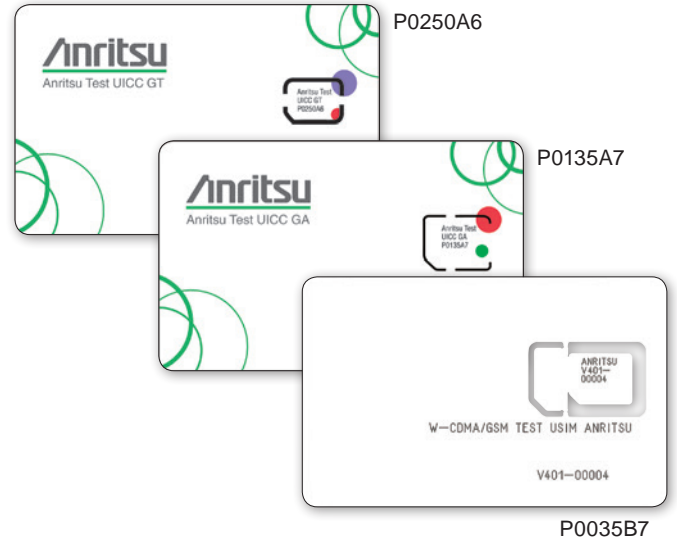 P0250A6
Anritsu
Anritsu Test UICC GT
Anritsu Test
UICC GT
P0250A6
P0135A7
Anritsu
Anritsu Test UICC GA
Anritsu Test
UICC GA
P0135A7
ANRITSU
V401-
00004
W-CDMA/GSM TEST USIM ANRITSU
V401-00004
P0035B7